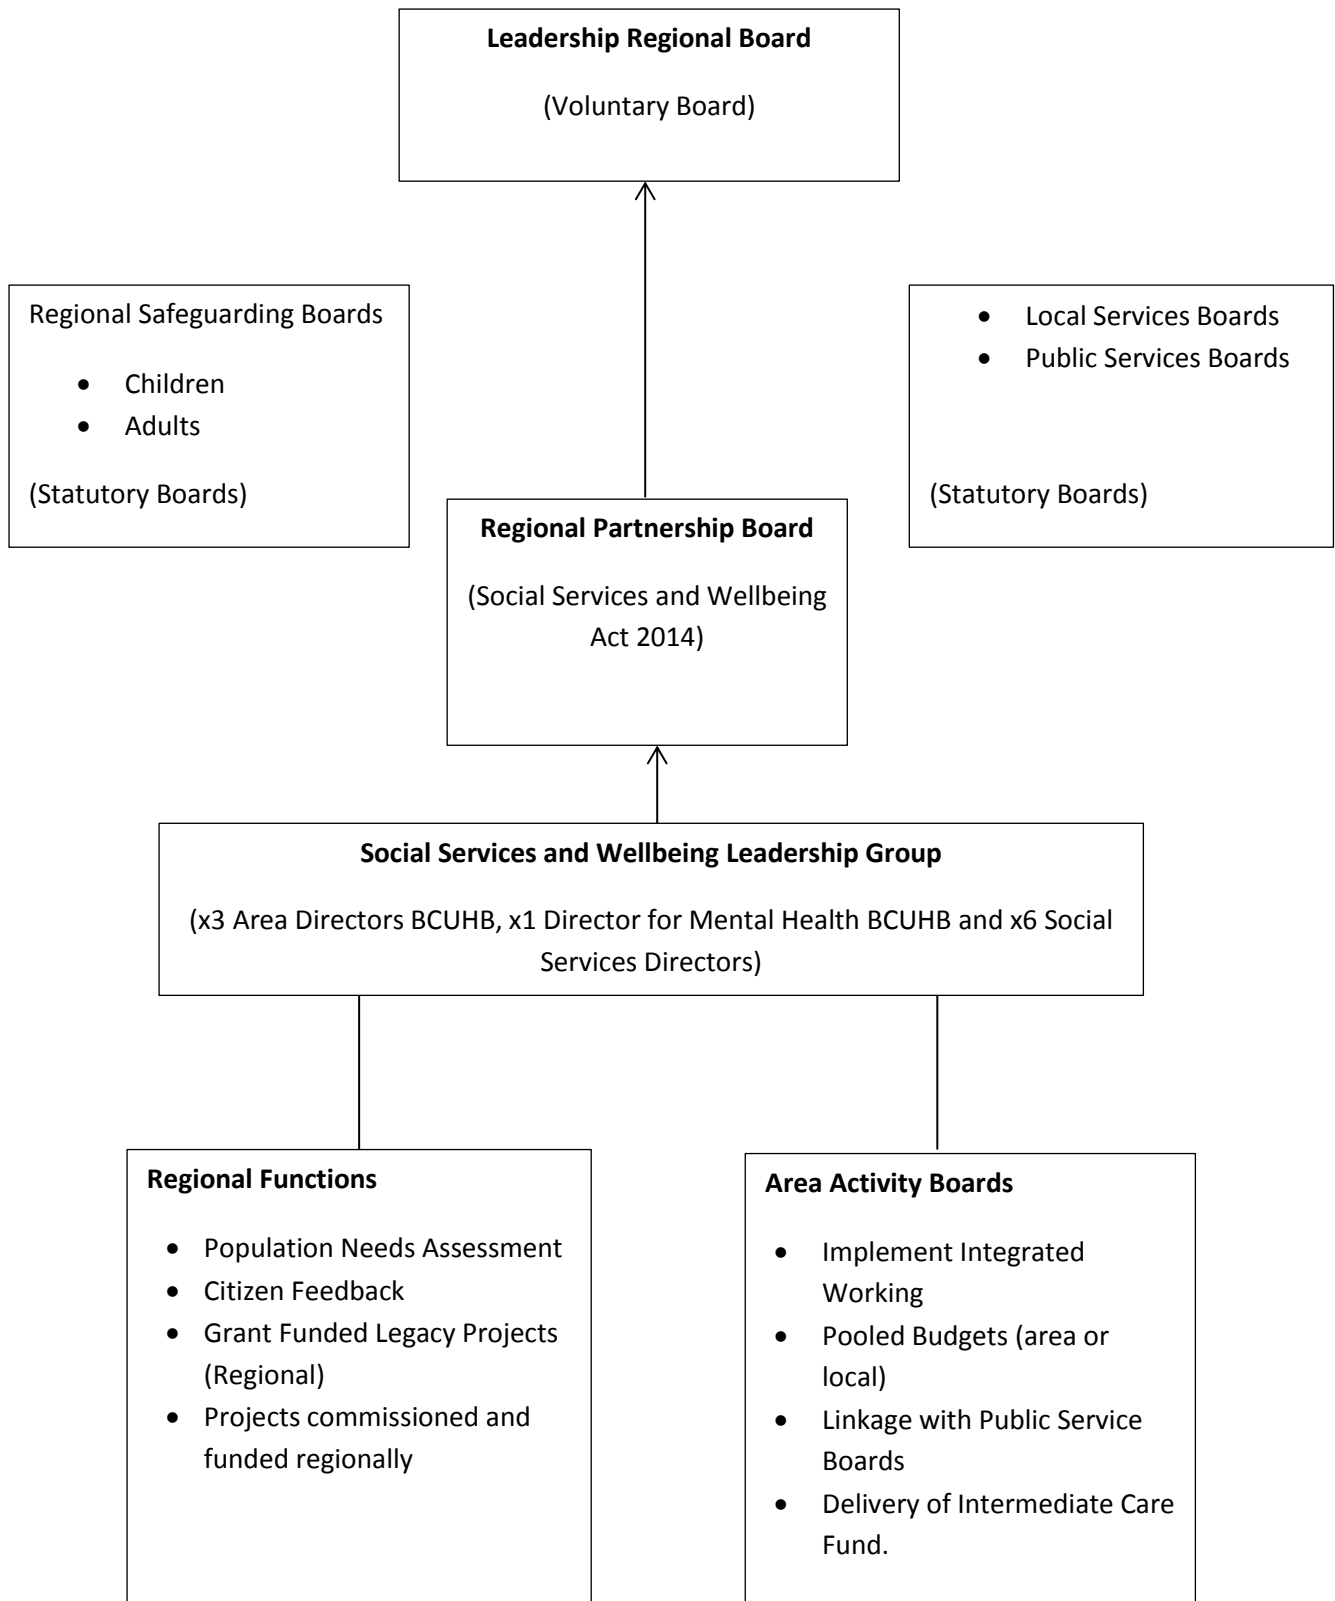 Leadership Regional Board
(Voluntary Board)
Regional Safeguarding Boards
• Children
• Adults
(Statutory Boards)
• Local Services Boards
• Public Services Boards
(Statutory Boards)
Regional Partnership Board
(Social Services and Wellbeing
Act 2014)
Social Services and Wellbeing Leadership Group
(x3 Area Directors BCUHB, x1 Director for Mental Health BCUHB and x6 Social
Services Directors)
Regional Functions
• Population Needs Assessment
• Citizen Feedback
• Grant Funded Legacy Projects
(Regional)
• Projects commissioned and
funded regionally
Area Activity Boards
• Implement Integrated
Working
• Pooled Budgets (area or
local)
• Linkage with Public Service
Boards
• Delivery of Intermediate Care
Fund.